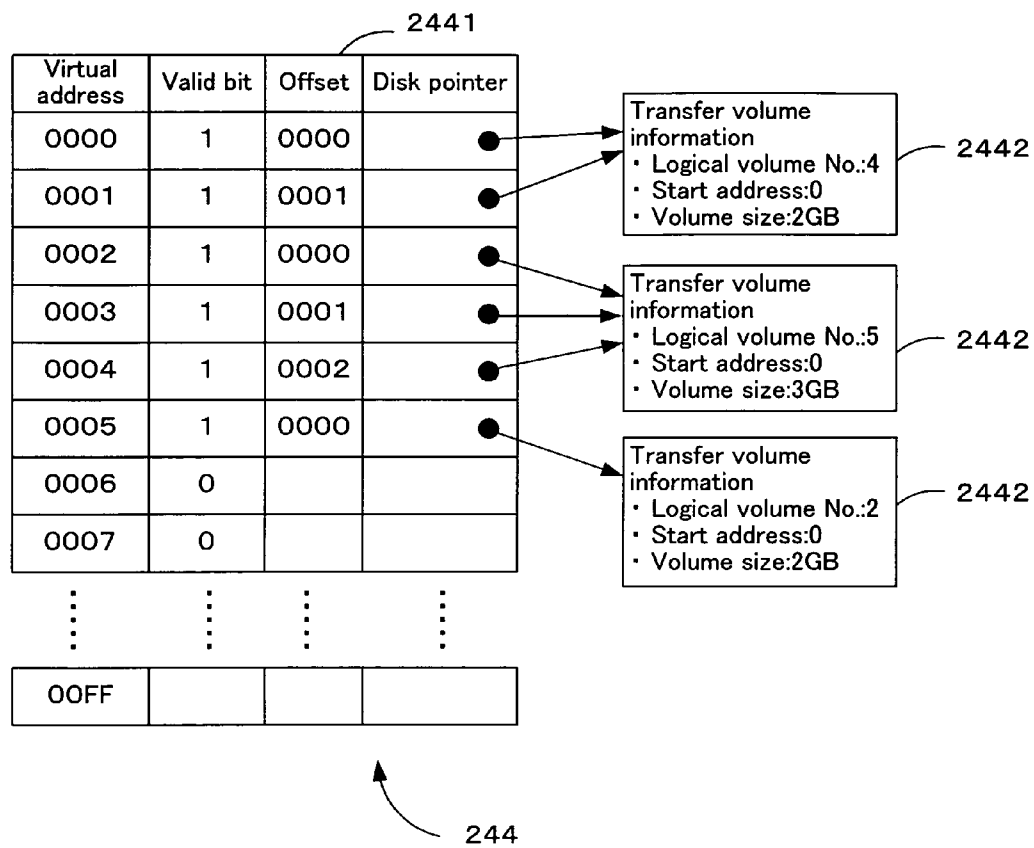 2441
Virtual address Valid bit Offset Disk pointer
0000 1 0000
0001 1 0001
0002 1 0000
0003 1 0001
0004 1 0002
0005 1 0000
0006 0
0007 0
00FF
Transfer volume
information
・Logical volume No.:4
・Start address:0
・Volume size:2GB
2442
Transfer volume
information
・Logical volume No.:5
・Start address:0
・Volume size:3GB
2442
Transfer volume
information
・Logical volume No.:2
・Start address:0
・Volume size:2GB
2442
244